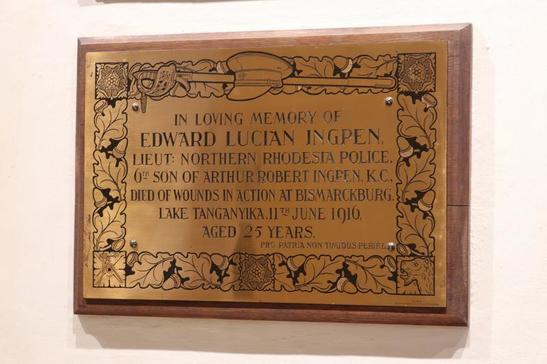 IN LOVING MEMORY OF
EDWARD LUCIAN INGPEN,
LIEUT: NORTHERN RHODESIA POLICE,
6TH SON OF ARTHUR ROBERT INGPEN, K.C.,
DIED OF WOUNDS IN ACTION AT BISMARCKBURG,
LAKE TANGANYIKA, 11TH JUNE 1916,
AGED 25 YEARS.
PRO PATRIA NON TIMIDUS PERIRE